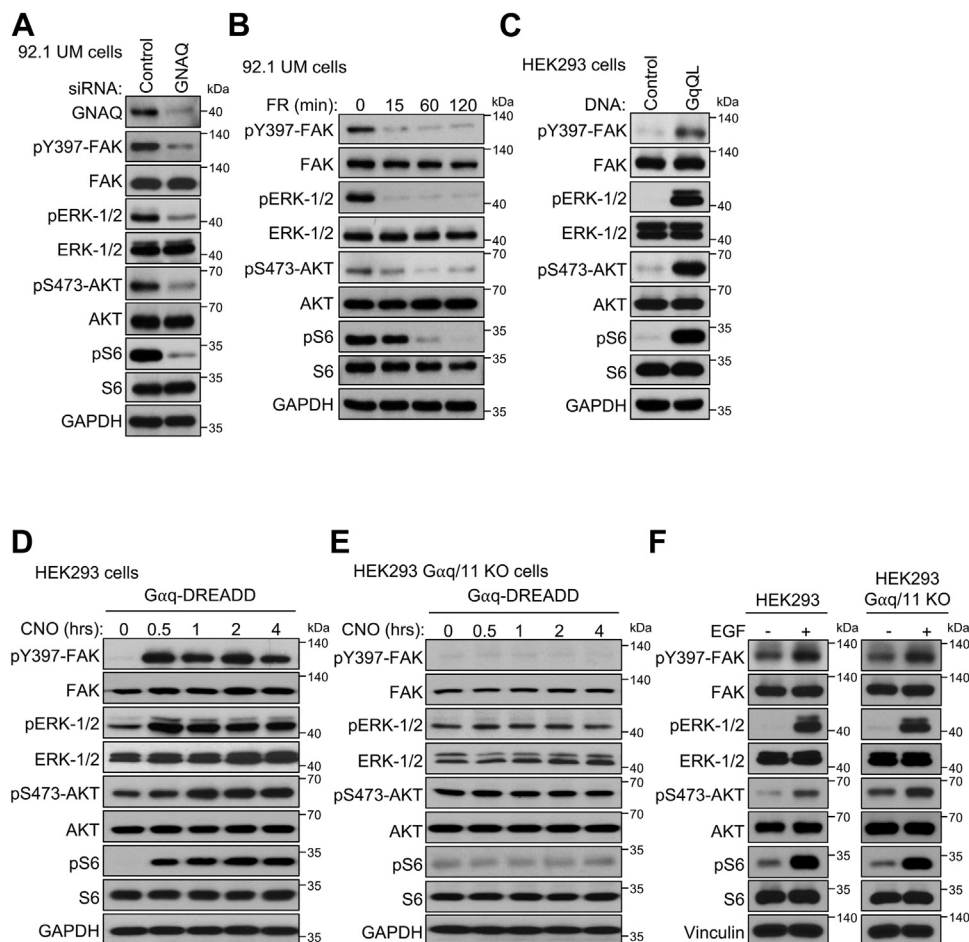 A
92.1 UM cells
siRNA: Control GNAQ kDa
GNAQ 40
pY397-FAK 140
FAK 140
pERK-1/2 40
ERK-1/2 40
pS473-AKT 70
AKT 70
pS6 35
S6 35
GAPDH 35
B
92.1 UM cells
FR (min): 0 15 60 120 kDa
pY397-FAK 140
FAK 140
pERK-1/2 40
ERK-1/2 40
pS473-AKT 70
AKT 70
pS6 35
S6 35
GAPDH 35
C
HEK293 cells
DNA: Control GqQL kDa
pY397-FAK 140
FAK 140
pERK-1/2 40
ERK-1/2 40
pS473-AKT 70
AKT 70
pS6 35
S6 35
GAPDH 35
D
HEK293 cells
Gαq-DREADD
CNO (hrs): 0 0.5 1 2 4 kDa
pY397-FAK 140
FAK 140
pERK-1/2 40
ERK-1/2 40
pS473-AKT 70
AKT 70
pS6 35
S6 35
GAPDH 35
E
HEK293 Gαq/11 KO cells
Gαq-DREADD
CNO (hrs): 0 0.5 1 2 4 kDa
pY397-FAK 140
FAK 140
pERK-1/2 40
ERK-1/2 40
pS473-AKT 70
AKT 70
pS6 35
S6 35
GAPDH 35
F
HEK293
HEK293
Gαq/11 KO
EGF - + kDa - + kDa
pY397-FAK 140 140
FAK 140 140
pERK-1/2 40 40
ERK-1/2 40 40
pS473-AKT 70 70
AKT 70 70
pS6 35 35
S6 35 35
Vinculin 140 140